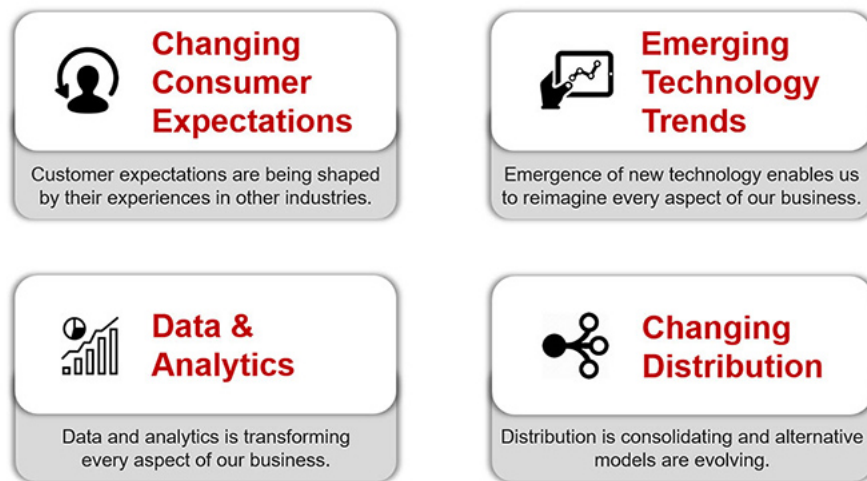 Changing
Consumer
Expectations
Customer expectations are being shaped
by their experiences in other industries.
Emerging
Technology
Trends
Emergence of new technology enables us
to reimagine every aspect of our business.
Data &
Analytics
Data and analytics is transforming
every aspect of our business.
Changing
Distribution
Distribution is consolidating and alternative
models are evolving.